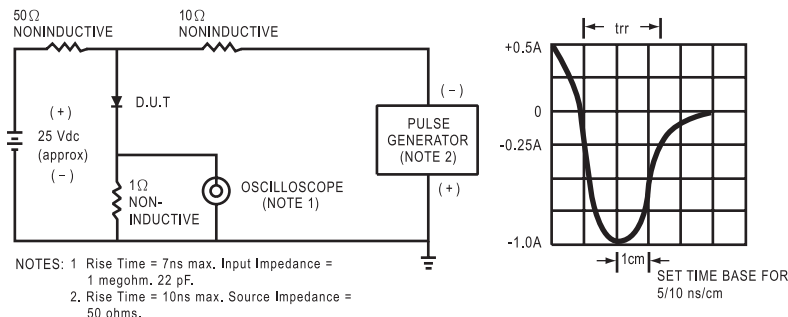 50Ω
NONINDUCTIVE
10Ω
NONINDUCTIVE
D.U.T
(+)
25 Vdc
(approx)
(-)
1Ω
NON-
INDUCTIVE
OSCILLOSCOPE
(NOTE 1)
(-)
PULSE
GENERATOR
(NOTE 2)
(+)
NOTES: 1 Rise Time = 7ns max. Input Impedance =
1 megohm. 22 pF.
2. Rise Time = 10ns max. Source Impedance =
50 ohms.
trr
+0.5A
0
-0.25A
-1.0A
1cm
SET TIME BASE FOR
5/10 ns/cm